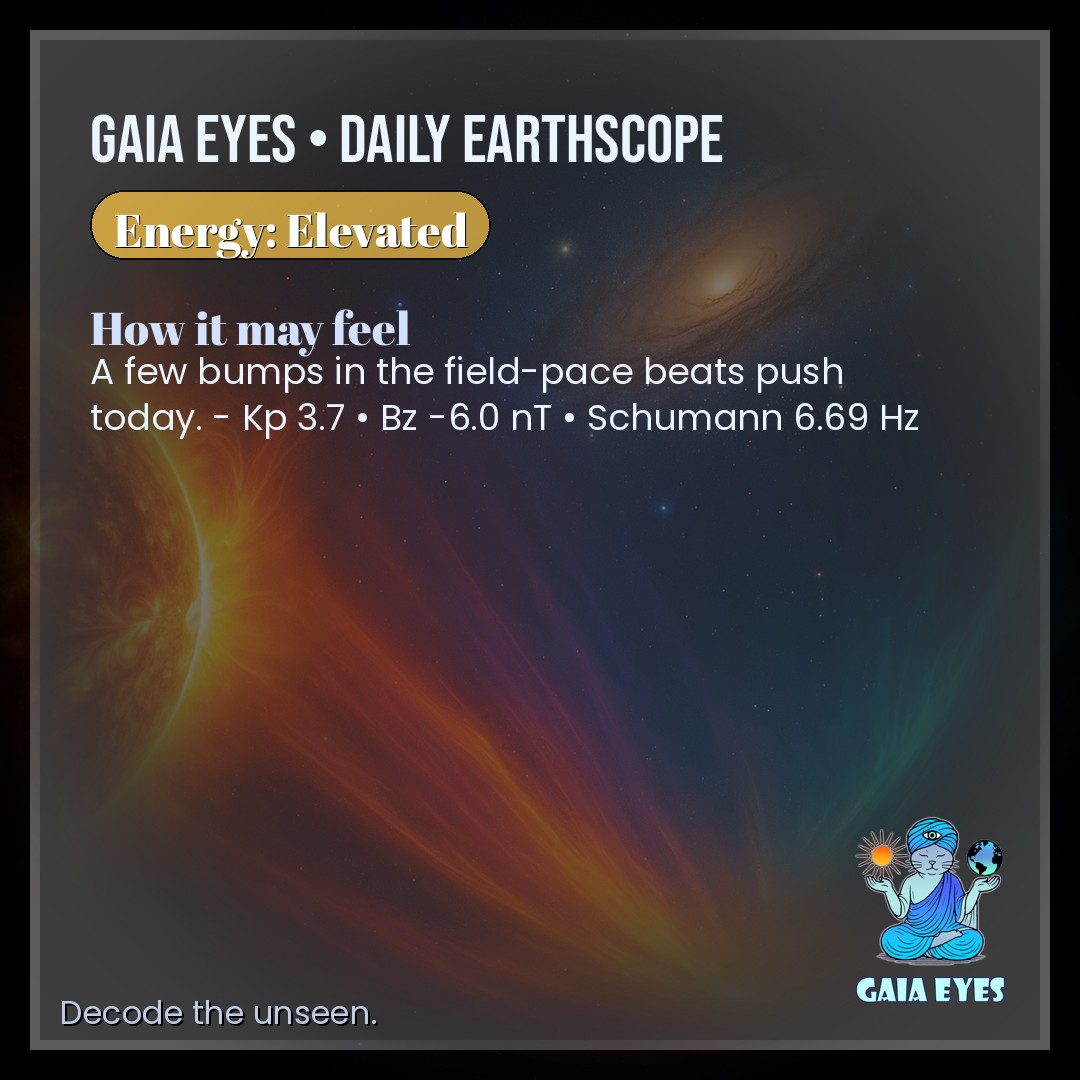 GAIA EYES • DAILY EARTHSCOPE
Energy: Elevated
How it may feel
A few bumps in the field-pace beats push
today. - Kp 3.7 • Bz -6.0 nT • Schumann 6.69 Hz
GAIA EYES
Decode the unseen.